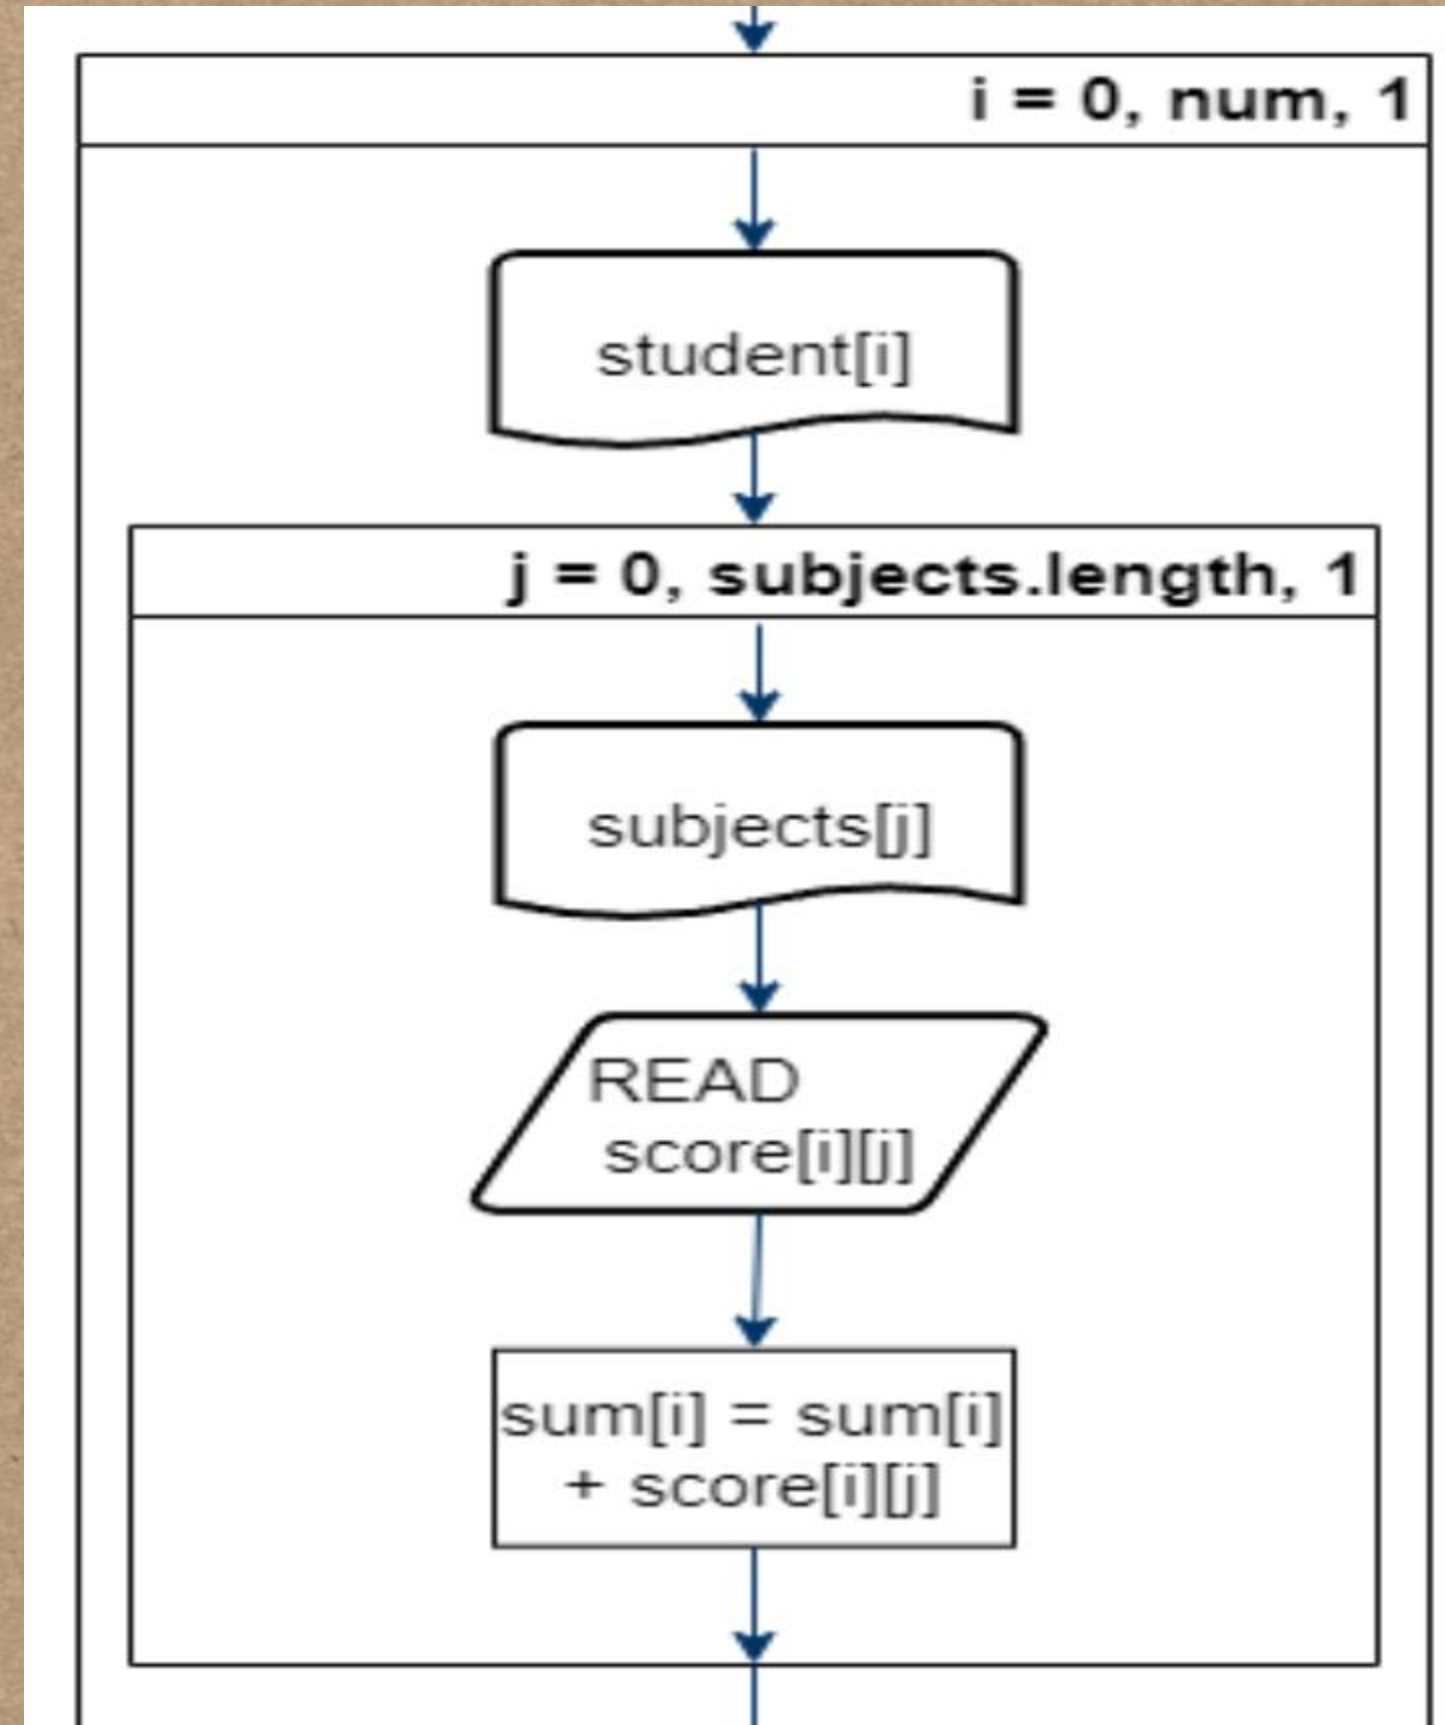 i = 0, num, 1
student[i]
j = 0, subjects.length, 1
subjects[j]
READ
score[i][j]
sum[i] = sum[i]
+ score[i][j]